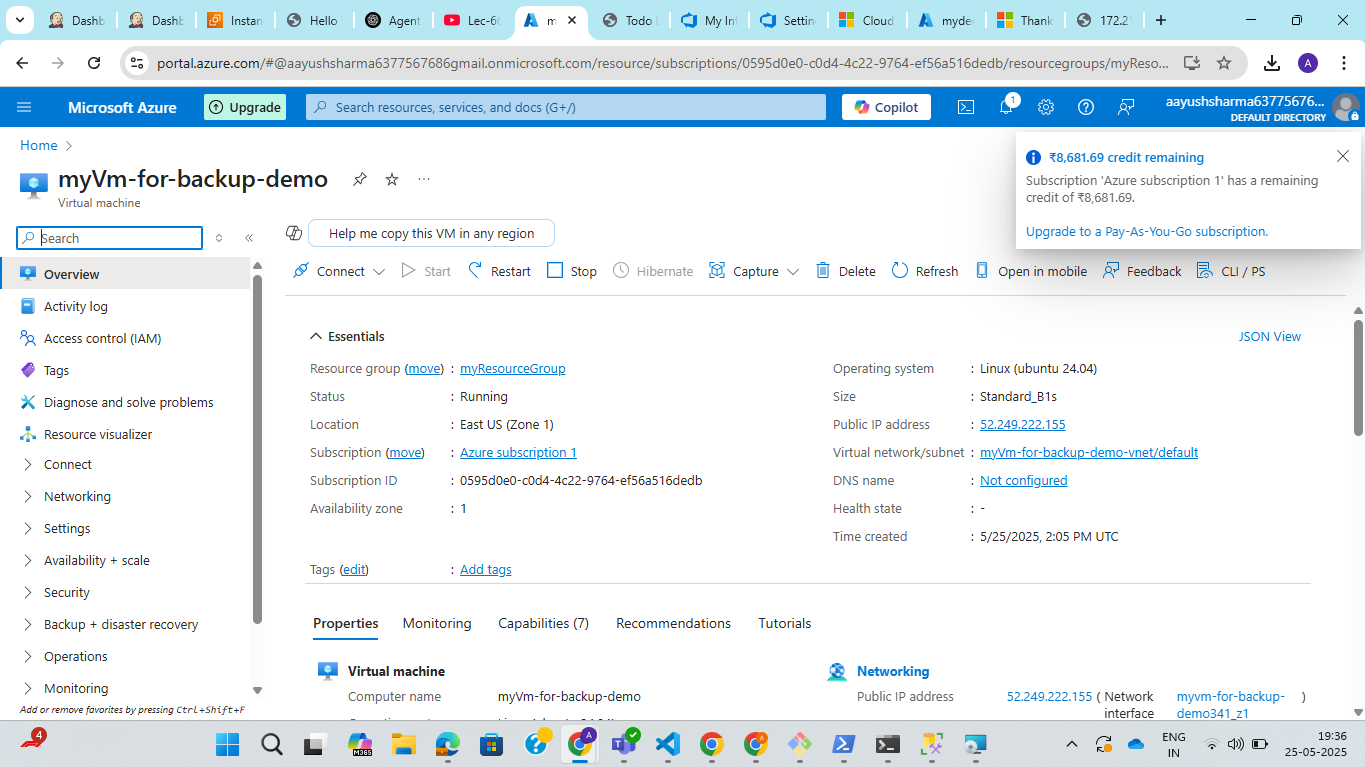 Dashb
Dashb
Instan
Hello
Agent
Lec-6
m
Todo
My Int
Settin
Cloud
myder
Thank
172.2
portal.azure.com/#@aayushsharma6377567686gmail.onmicrosoft.com/resource/subscriptions/0595d0e0-c0d4-4c22-9764-ef56a516dedb/resourcegroups/myReso...
A
Microsoft Azure
Upgrade
Search resources, services, and docs (G+/)
Copilot
1
aayushsharma63775676...
DEFAULT DIRECTORY
Home
₹8,681.69 credit remaining
Subscription 'Azure subscription 1' has a remaining
credit of ₹8,681.69.
Upgrade to a Pay-As-You-Go subscription.
myVm-for-backup-demo
Virtual machine
Search
Help me copy this VM in any region
Connect
Start
Restart
Stop
Hibernate
Capture
Delete
Refresh
Open in mobile
Feedback
CLI / PS
Overview
Activity log
Access control (IAM)
Tags
Diagnose and solve problems
Resource visualizer
Connect
Networking
Settings
Availability + scale
Security
Backup + disaster recovery
Operations
Monitoring
Add or remove favorites by pressing Ctrl+Shift+F
Essentials
JSON View
Resource group (move) : myResourceGroup
Status : Running
Location : East US (Zone 1)
Subscription (move) : Azure subscription 1
Subscription ID : 0595d0e0-c0d4-4c22-9764-ef56a516dedb
Availability zone : 1
Operating system : Linux (ubuntu 24.04)
Size : Standard_B1s
Public IP address : 52.249.222.155
Virtual network/subnet : myVm-for-backup-demo-vnet/default
DNS name : Not configured
Health state : -
Time created : 5/25/2025, 2:05 PM UTC
Tags (edit) : Add tags
Properties
Monitoring
Capabilities (7)
Recommendations
Tutorials
Virtual machine
Computer name myVm-for-backup-demo
Networking
Public IP address 52.249.222.155 ( Network interface myvm-for-backup-demo341_z1 )
4
M365
A
ENG
IN
19:36
25-05-2025